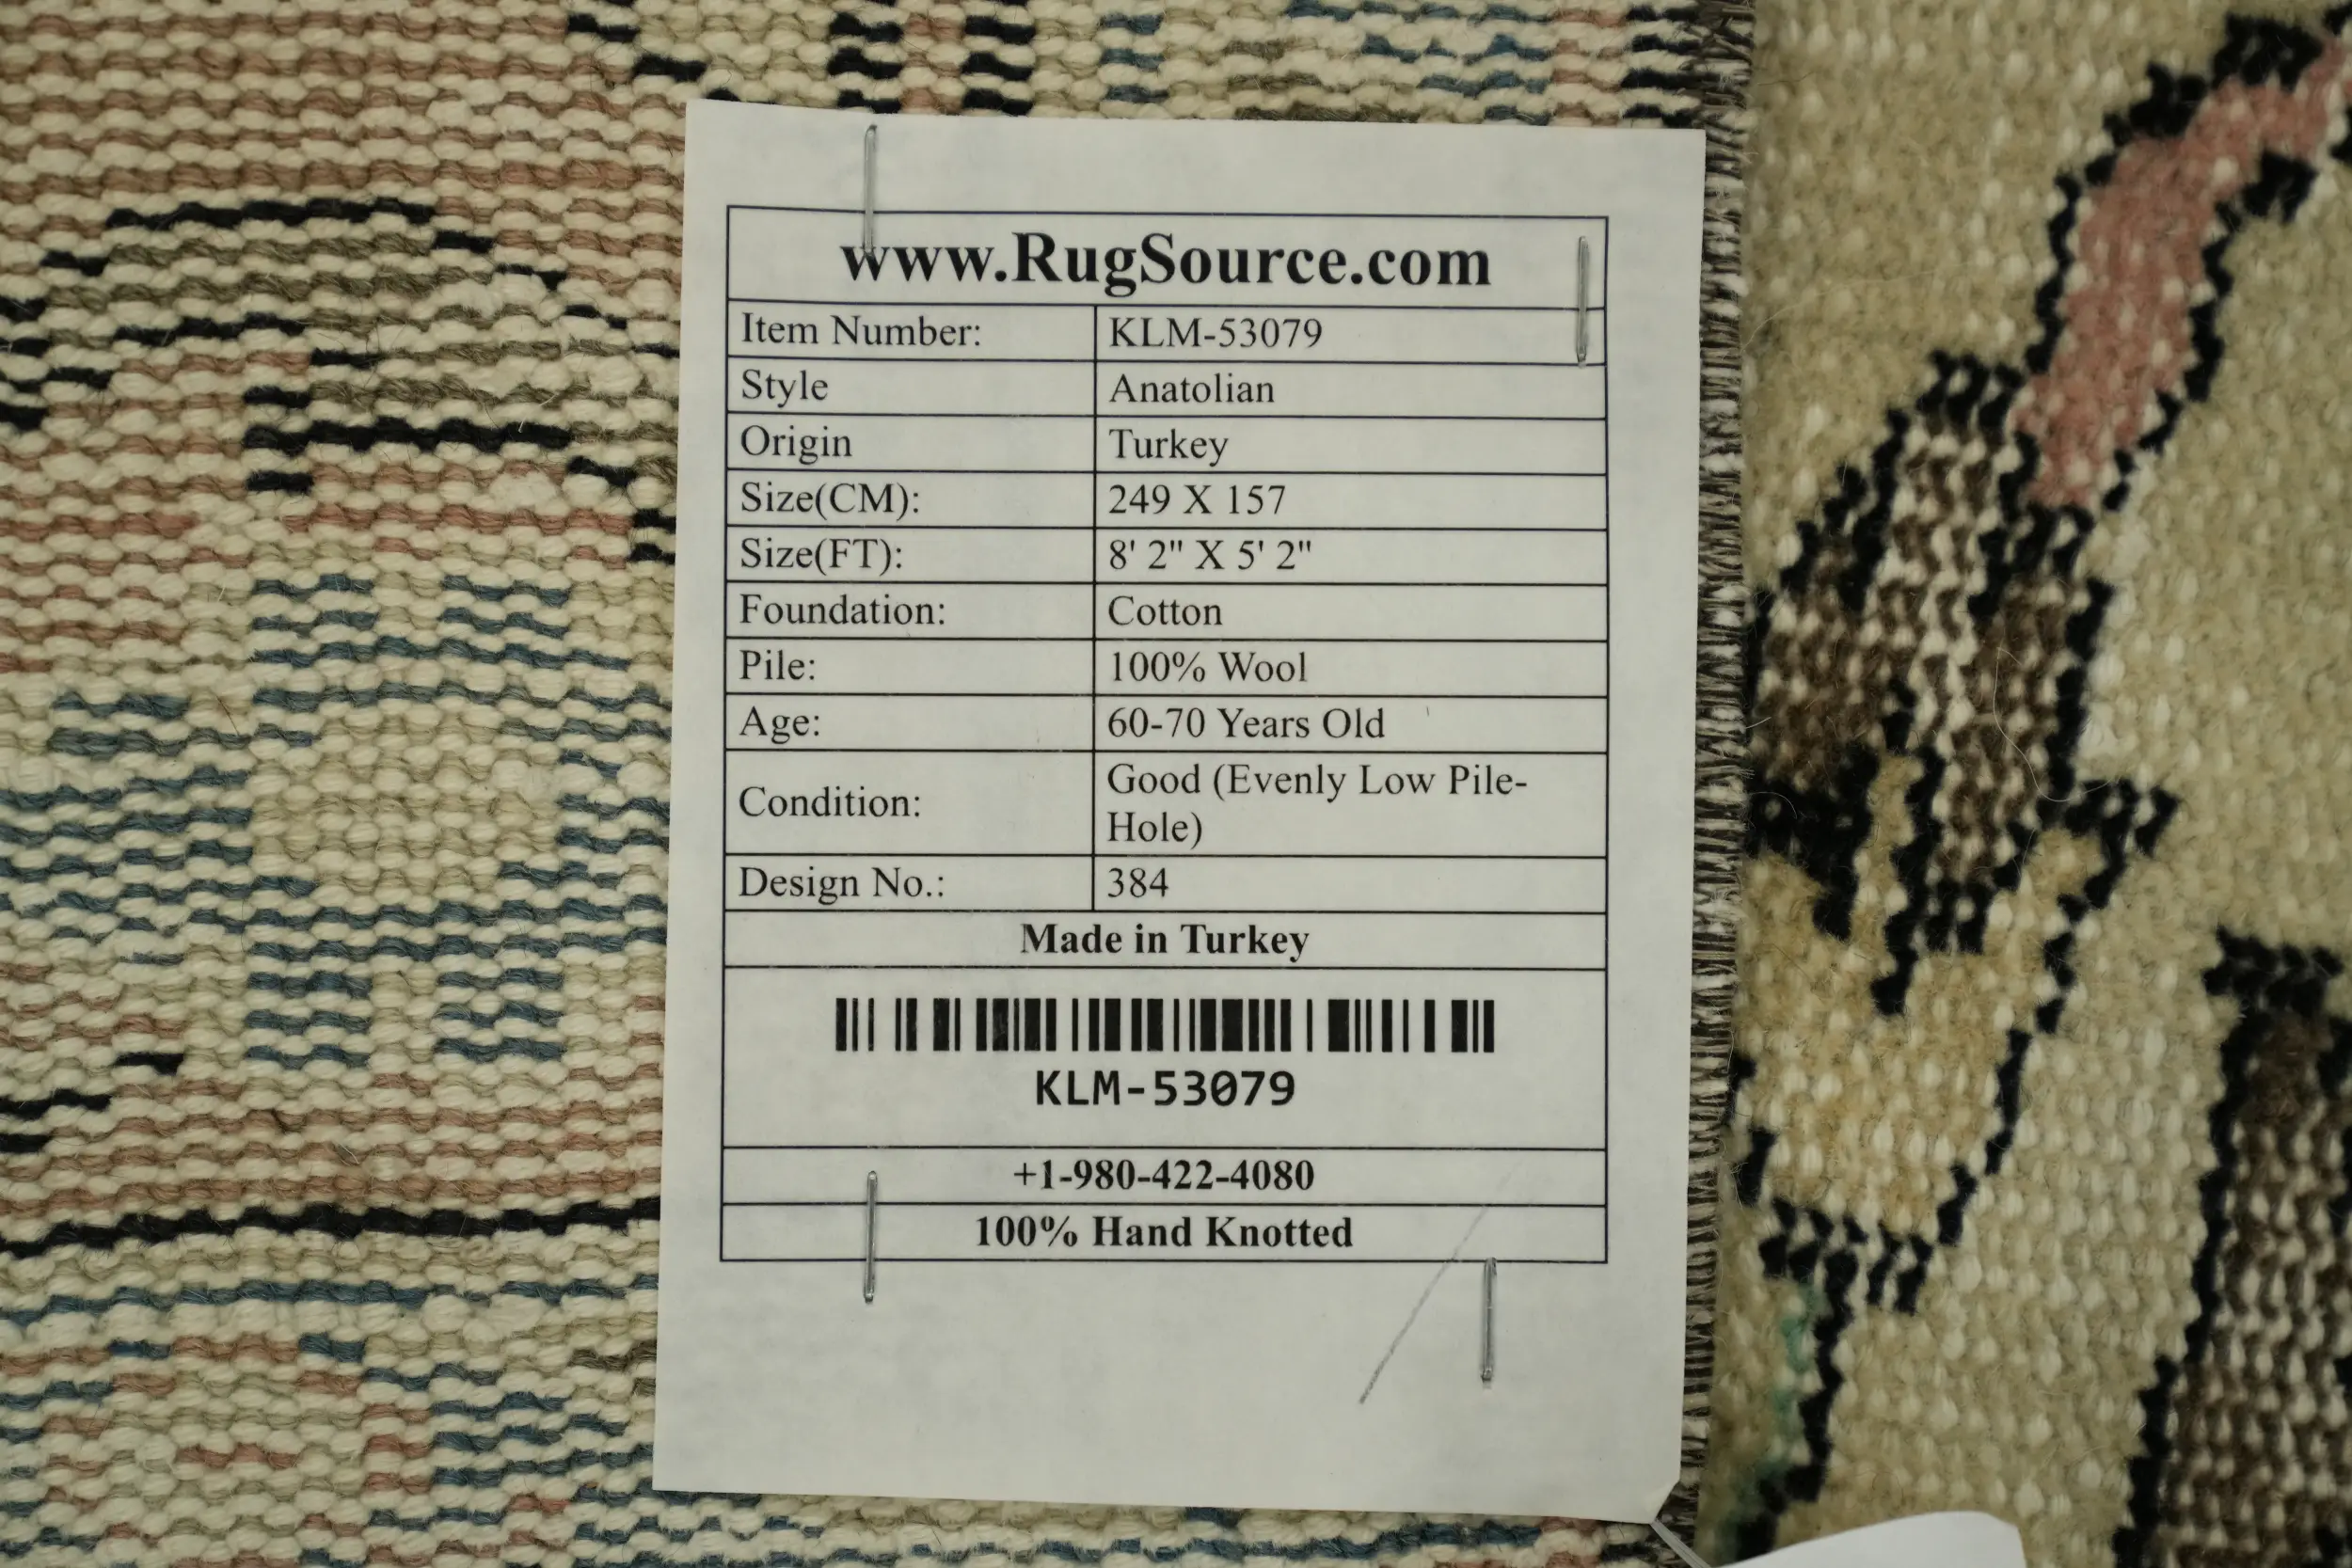 www.RugSource.com
Item Number: KLM-53079
Style Anatolian
Origin Turkey
Size(CM): 249 X 157
Size(FT): 8' 2" X 5' 2"
Foundation: Cotton
Pile: 100% Wool
Age: 60-70 Years Old
Condition: Good (Evenly Low Pile-
Hole)
Design No.: 384
Made in Turkey
KLM-53079
+1-980-422-4080
100% Hand Knotted